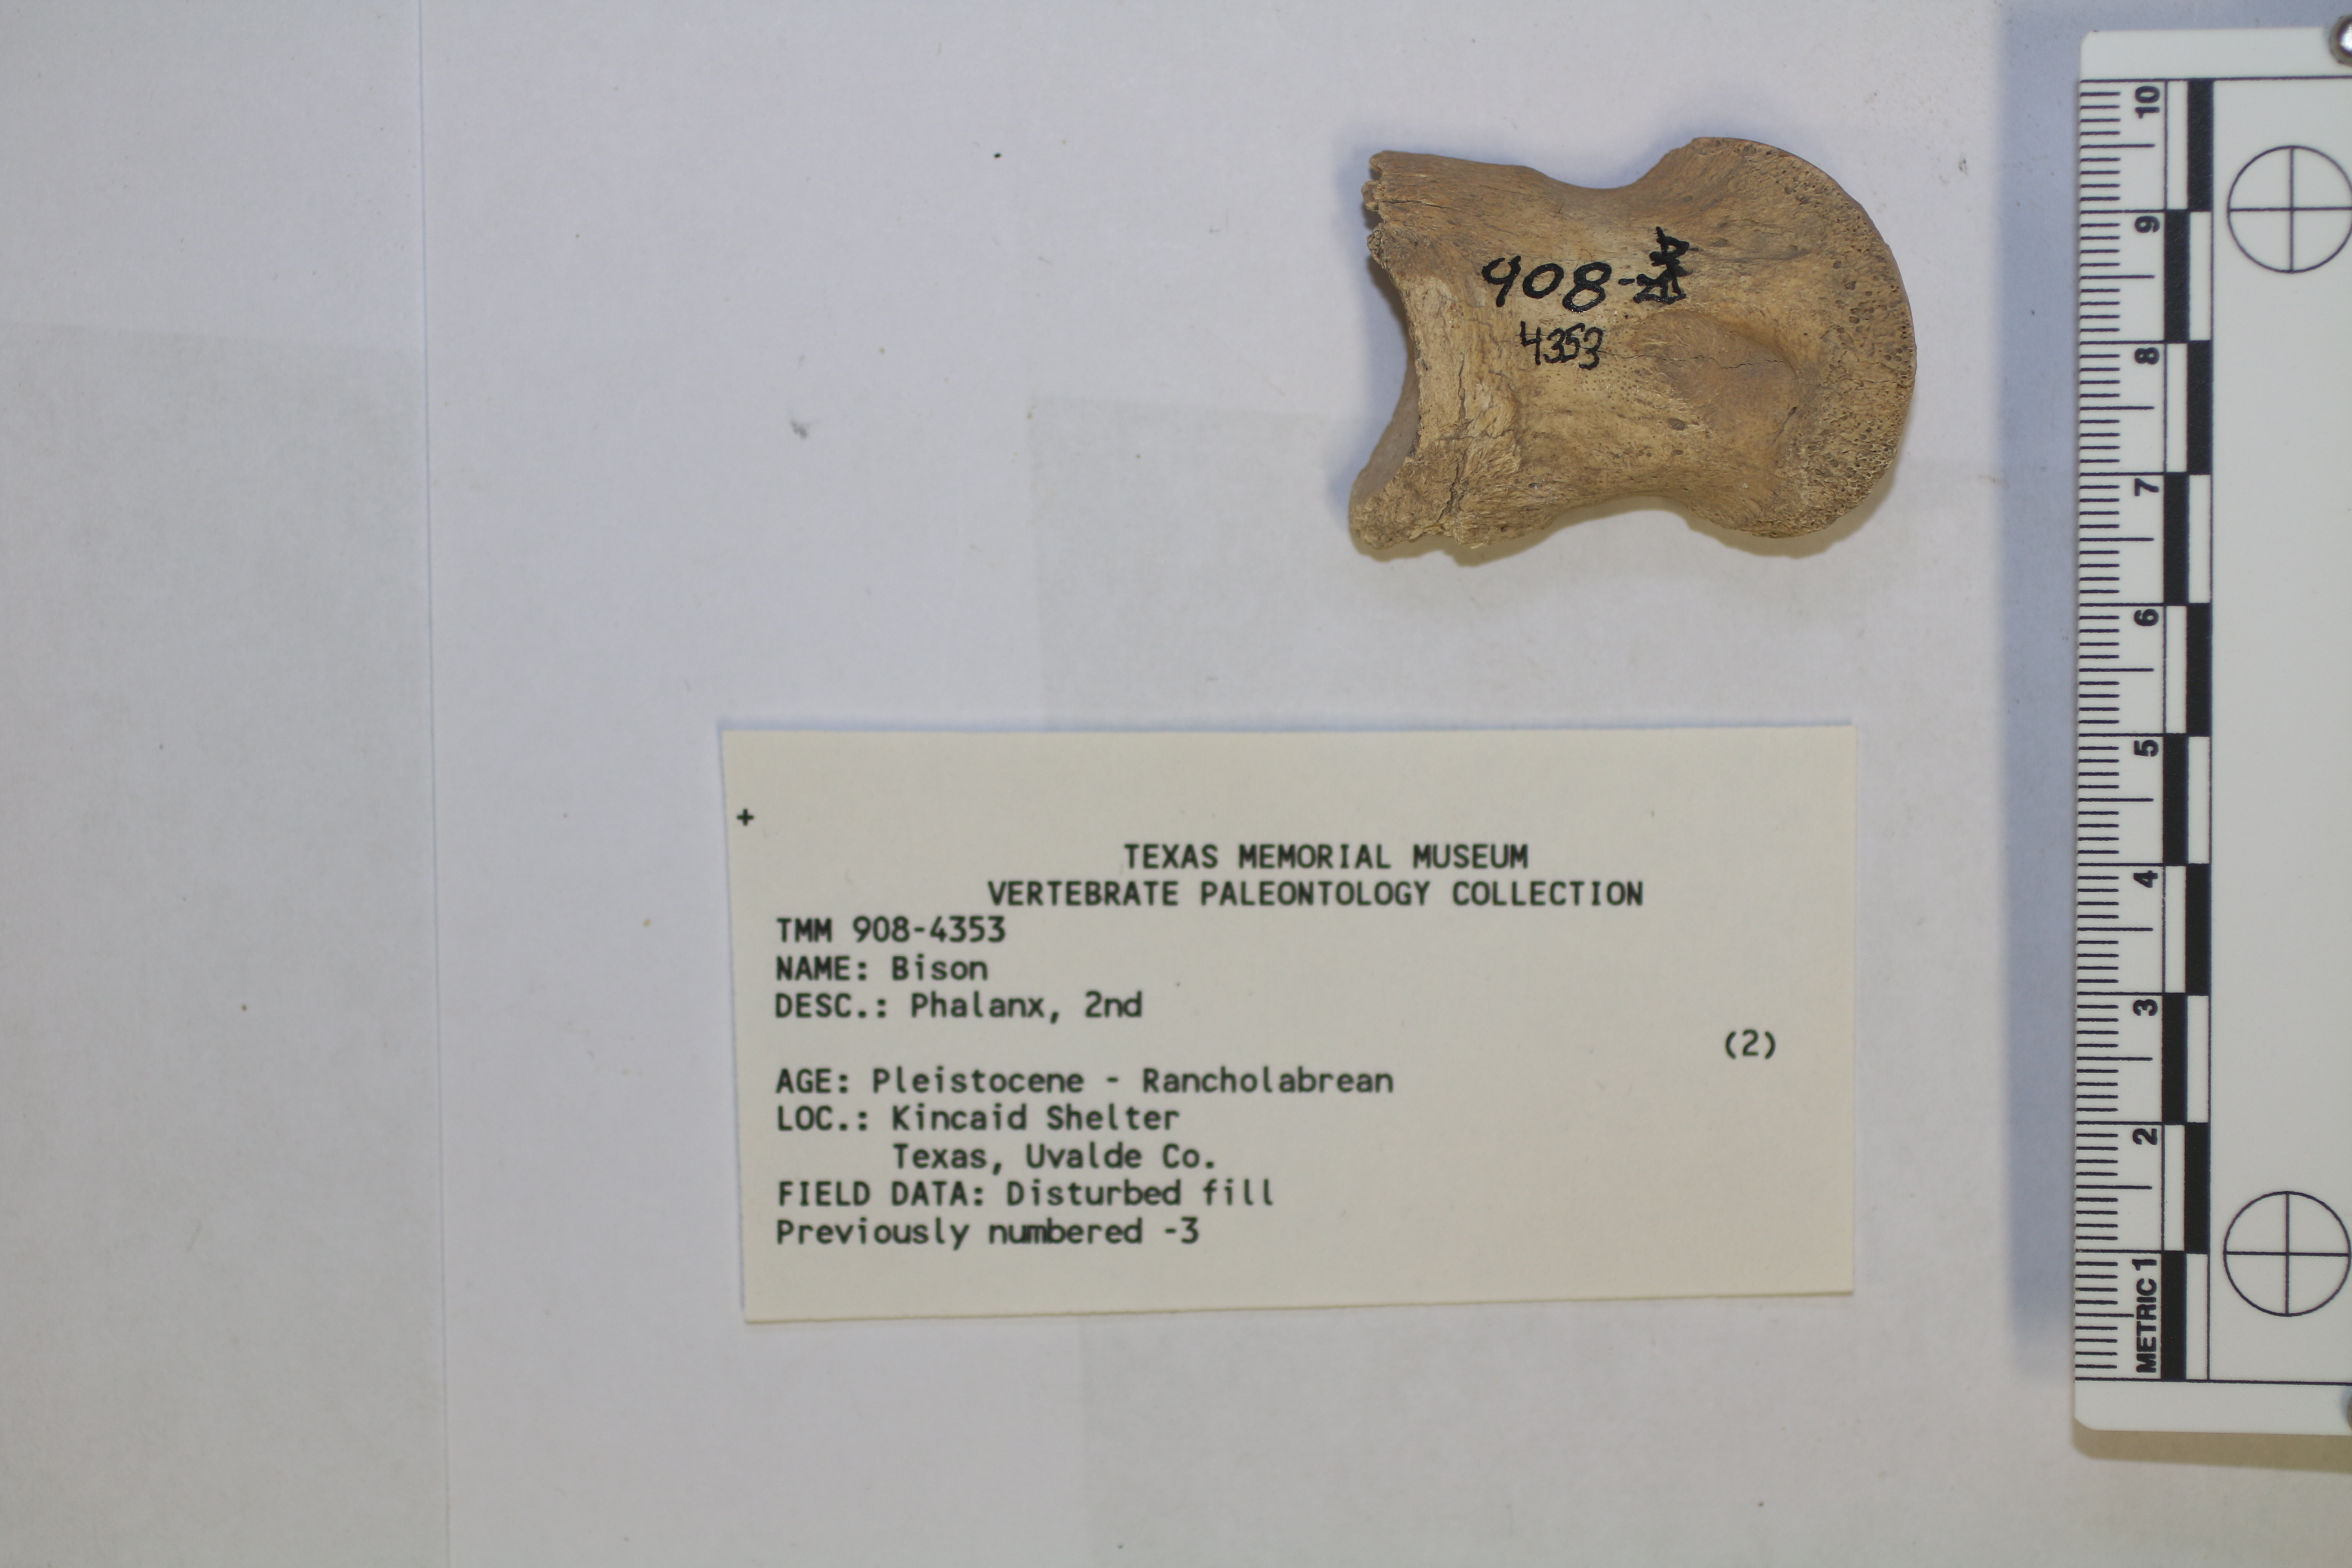 908-
4353
10
9
8
7
6
5
4
3
2
METRIC 1
+
TEXAS MEMORIAL MUSEUM
VERTEBRATE PALEONTOLOGY COLLECTION
TMM 908-4353
NAME: Bison
DESC.: Phalanx, 2nd
(2)
AGE: Pleistocene - Rancholabrean
LOC.: Kincaid Shelter
Texas, Uvalde Co.
FIELD DATA: Disturbed fill
Previously numbered -3